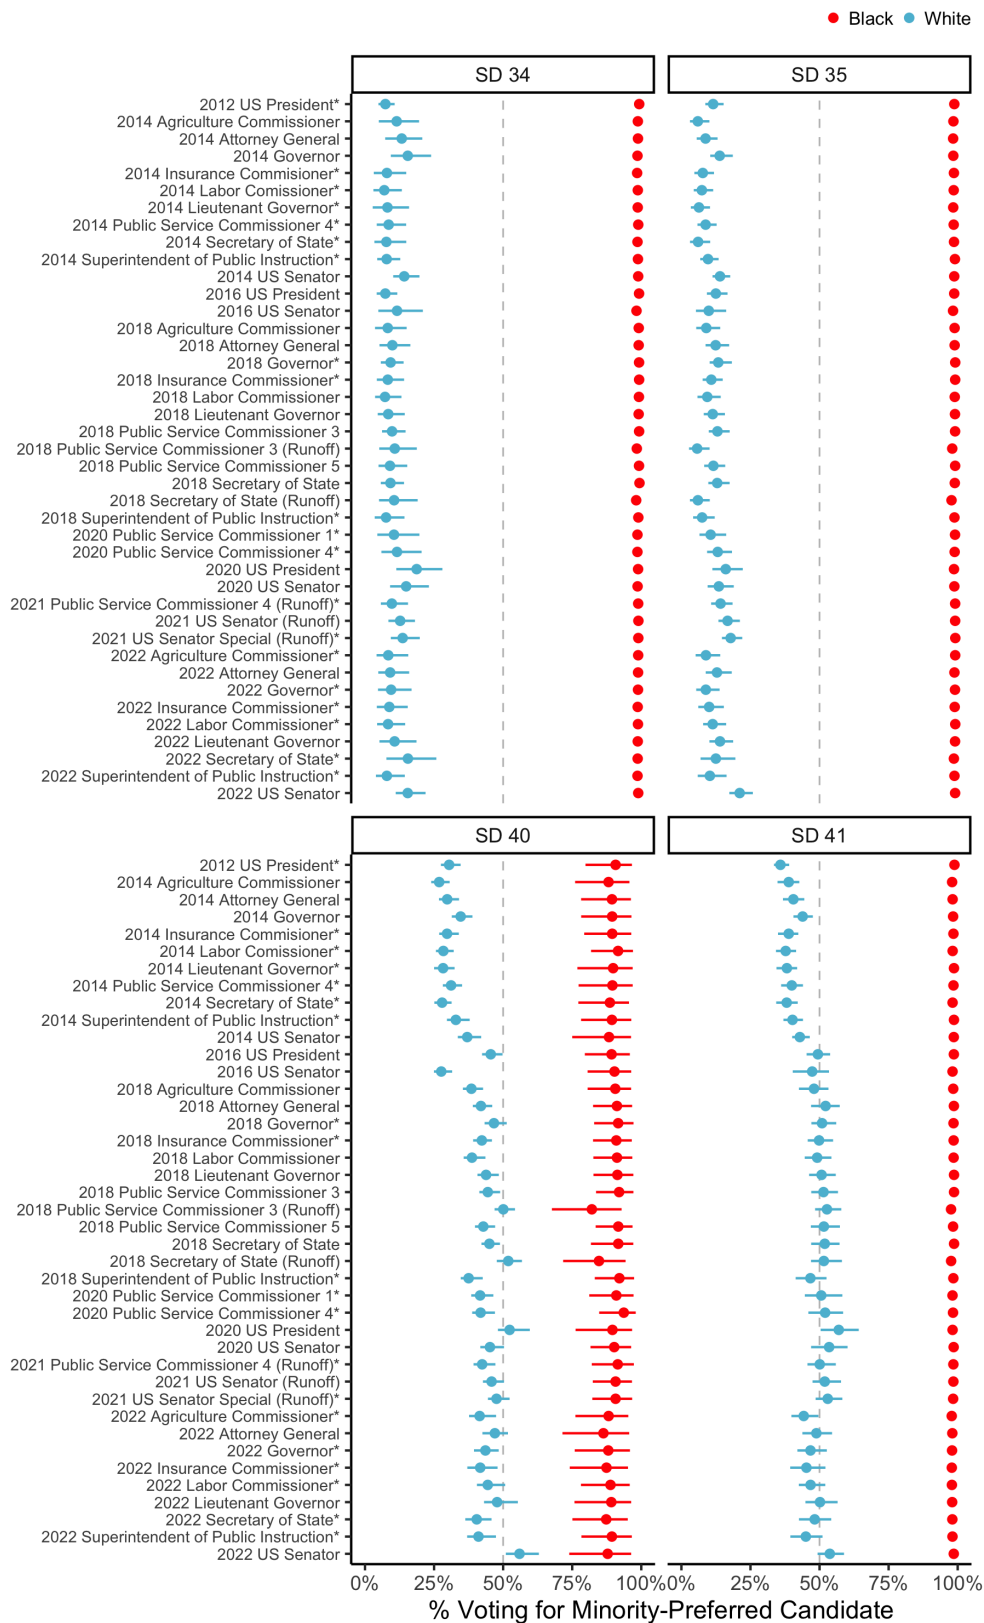 Black White
SD 34 SD 35
2012 US President*
2014 Agriculture Commissioner
2014 Attorney General
2014 Governor
2014 Insurance Commisioner*
2014 Labor Comissioner*
2014 Lieutenant Governor*
2014 Public Service Commissioner 4*
2014 Secretary of State*
2014 Superintendent of Public Instruction*
2014 US Senator
2016 US President
2016 US Senator
2018 Agriculture Commissioner
2018 Attorney General
2018 Governor*
2018 Insurance Commissioner*
2018 Labor Commissioner
2018 Lieutenant Governor
2018 Public Service Commissioner 3
2018 Public Service Commissioner 3 (Runoff)
2018 Public Service Commissioner 5
2018 Secretary of State
2018 Secretary of State (Runoff)
2018 Superintendent of Public Instruction*
2020 Public Service Commissioner 1*
2020 Public Service Commissioner 4*
2020 US President
2020 US Senator
2021 Public Service Commissioner 4 (Runoff)*
2021 US Senator (Runoff)
2021 US Senator Special (Runoff)*
2022 Agriculture Commissioner*
2022 Attorney General
2022 Governor*
2022 Insurance Commissioner*
2022 Labor Commissioner*
2022 Lieutenant Governor
2022 Secretary of State*
2022 Superintendent of Public Instruction*
2022 US Senator
SD 40 SD 41
2012 US President*
2014 Agriculture Commissioner
2014 Attorney General
2014 Governor
2014 Insurance Commisioner*
2014 Labor Comissioner*
2014 Lieutenant Governor*
2014 Public Service Commissioner 4*
2014 Secretary of State*
2014 Superintendent of Public Instruction*
2014 US Senator
2016 US President
2016 US Senator
2018 Agriculture Commissioner
2018 Attorney General
2018 Governor*
2018 Insurance Commissioner*
2018 Labor Commissioner
2018 Lieutenant Governor
2018 Public Service Commissioner 3
2018 Public Service Commissioner 3 (Runoff)
2018 Public Service Commissioner 5
2018 Secretary of State
2018 Secretary of State (Runoff)
2018 Superintendent of Public Instruction*
2020 Public Service Commissioner 1*
2020 Public Service Commissioner 4*
2020 US President
2020 US Senator
2021 Public Service Commissioner 4 (Runoff)*
2021 US Senator (Runoff)
2021 US Senator Special (Runoff)*
2022 Agriculture Commissioner*
2022 Attorney General
2022 Governor*
2022 Insurance Commissioner*
2022 Labor Commissioner*
2022 Lieutenant Governor
2022 Secretary of State*
2022 Superintendent of Public Instruction*
2022 US Senator
0% 25% 50% 75% 100% 0% 25% 50% 75% 100%
% Voting for Minority-Preferred Candidate